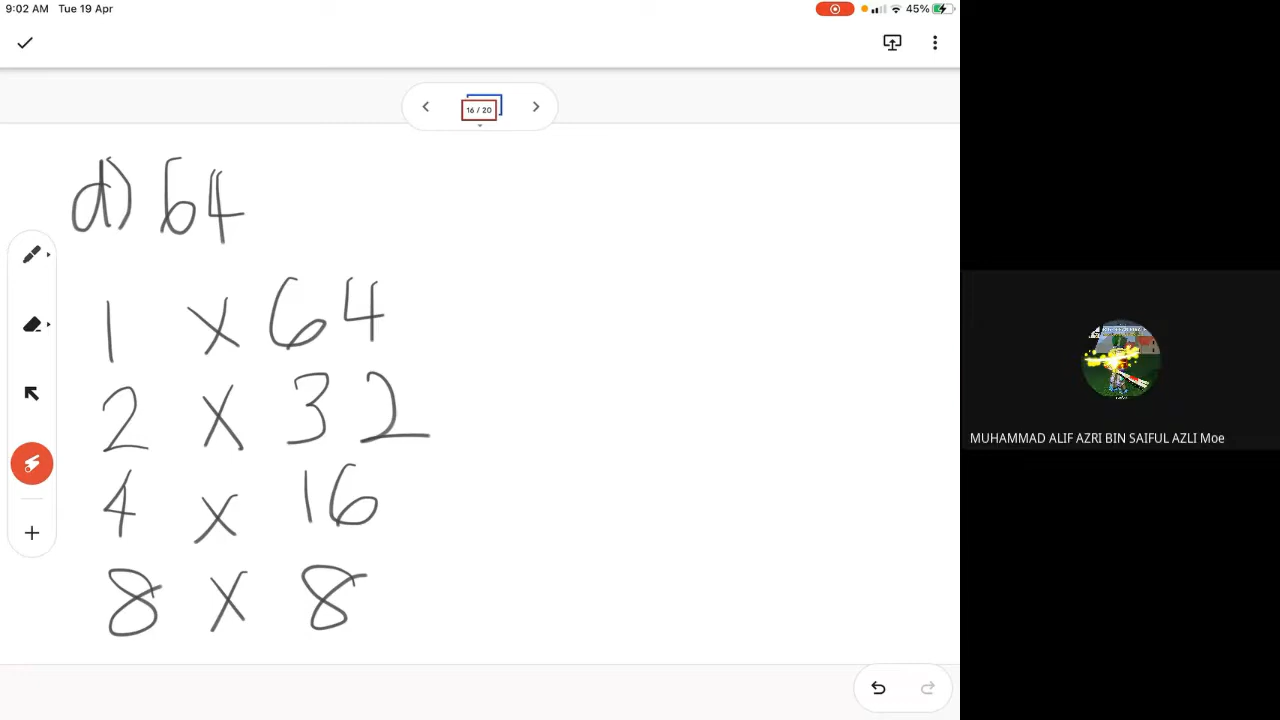 9:02 AM Tue 19 Apr
45%
16 / 20
d) 64
1 x 64
2 x 32
4 x 16
8 x 8
MUHAMMAD ALIF AZRI BIN SAIFUL AZLI Moe